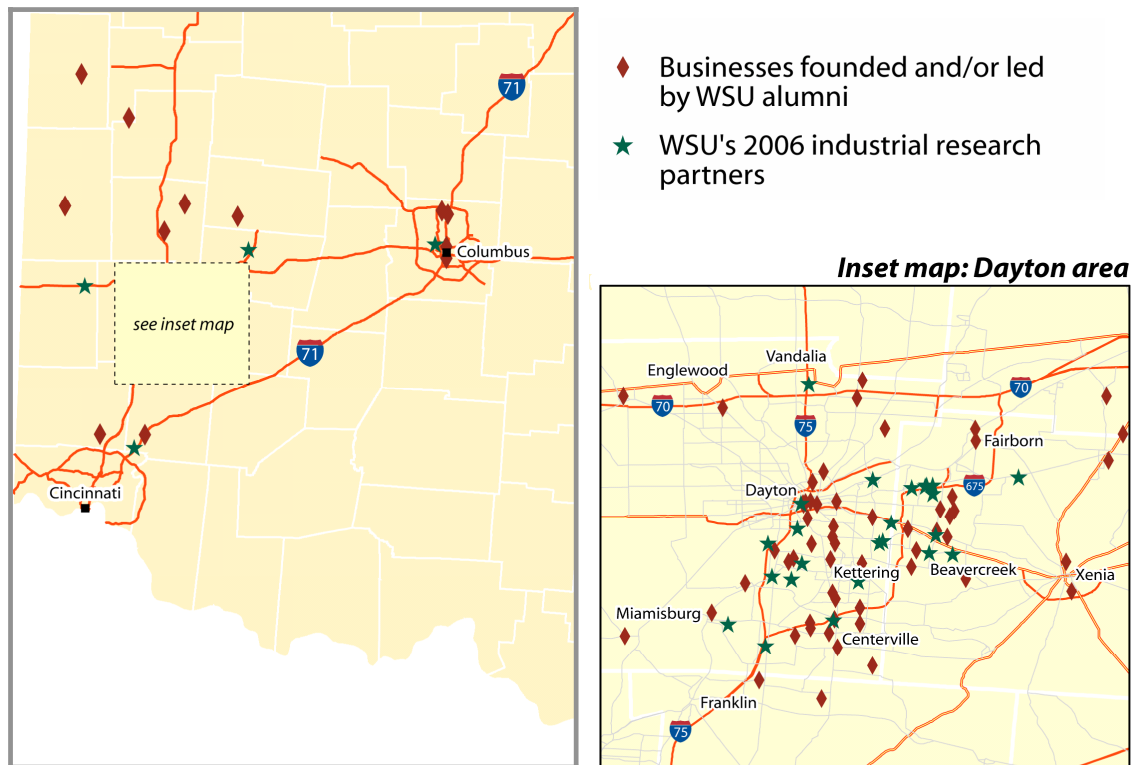 71
Columbus
see inset map
71
Cincinnati
Businesses founded and/or led
by WSU alumni
WSU's 2006 industrial research
partners
Inset map: Dayton area
Vandalia
Englewood
70
70
75
Fairborn
675
Dayton
Kettering
Beavercreek
Xenia
Miamisburg
Centerville
Franklin
75